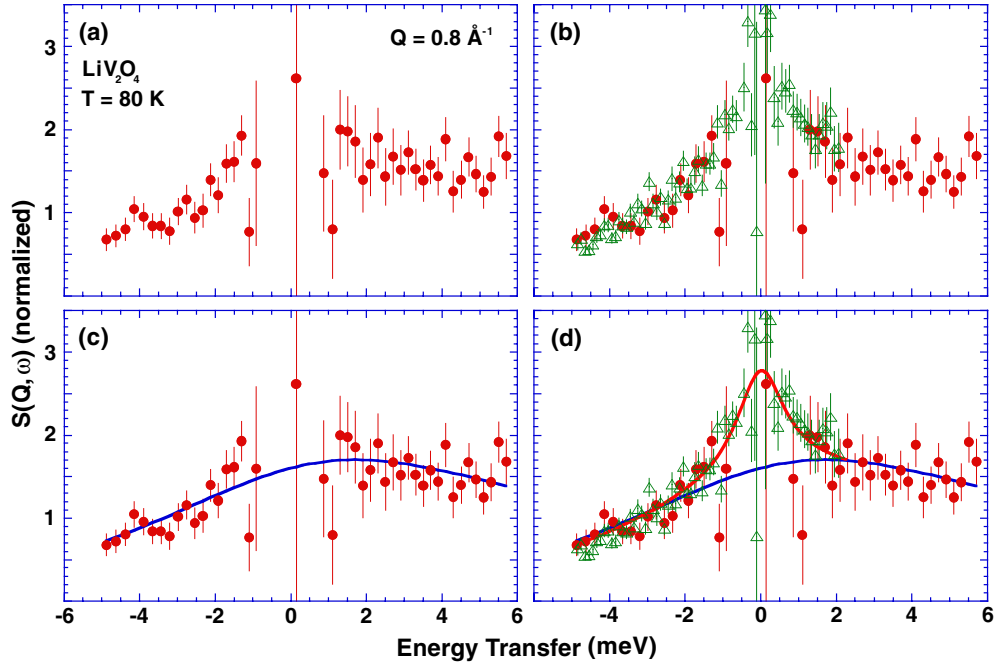 (a)
Q = 0.8 Å⁻¹
LiV₂O₄
T = 80 K
(b)
3
2
1
(c)
(d)
3
2
1
S(Q, ω) (normalized)
-6 -4 -2 0 2 4 6
-4 -2 0 2 4 6
Energy Transfer (meV)